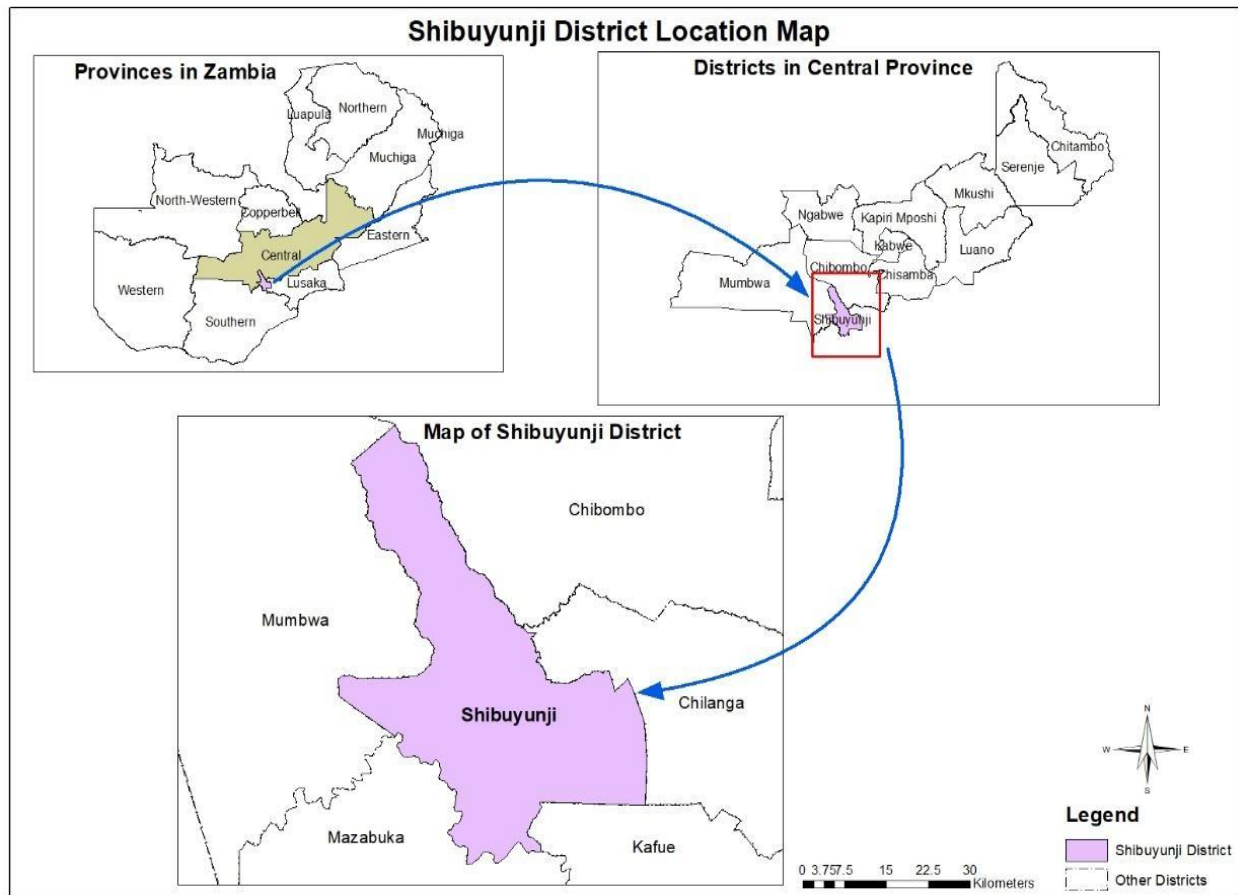 Shibuyunji District Location Map
Provinces in Zambia
Northern
Luapula
Muchiga
Muchiga
North-Western
Copperbelt
Eastern
Central
Western
Lusaka
Southern
Districts in Central Province
Chitambo
Serenje
Mkushi
Ngabwe
Kapiri Mposhi
Kabwe
Luano
Chibombo
Chisamba
Mumbwa
Shibuyunji
Map of Shibuyunji District
Chibombo
Mumbwa
Chilanga
Shibuyunji
Mazabuka
Kafue
N
W E
S
Legend
Shibuyunji District
Other Districts
0 3.757.5 15 22.5 30
Kilometers